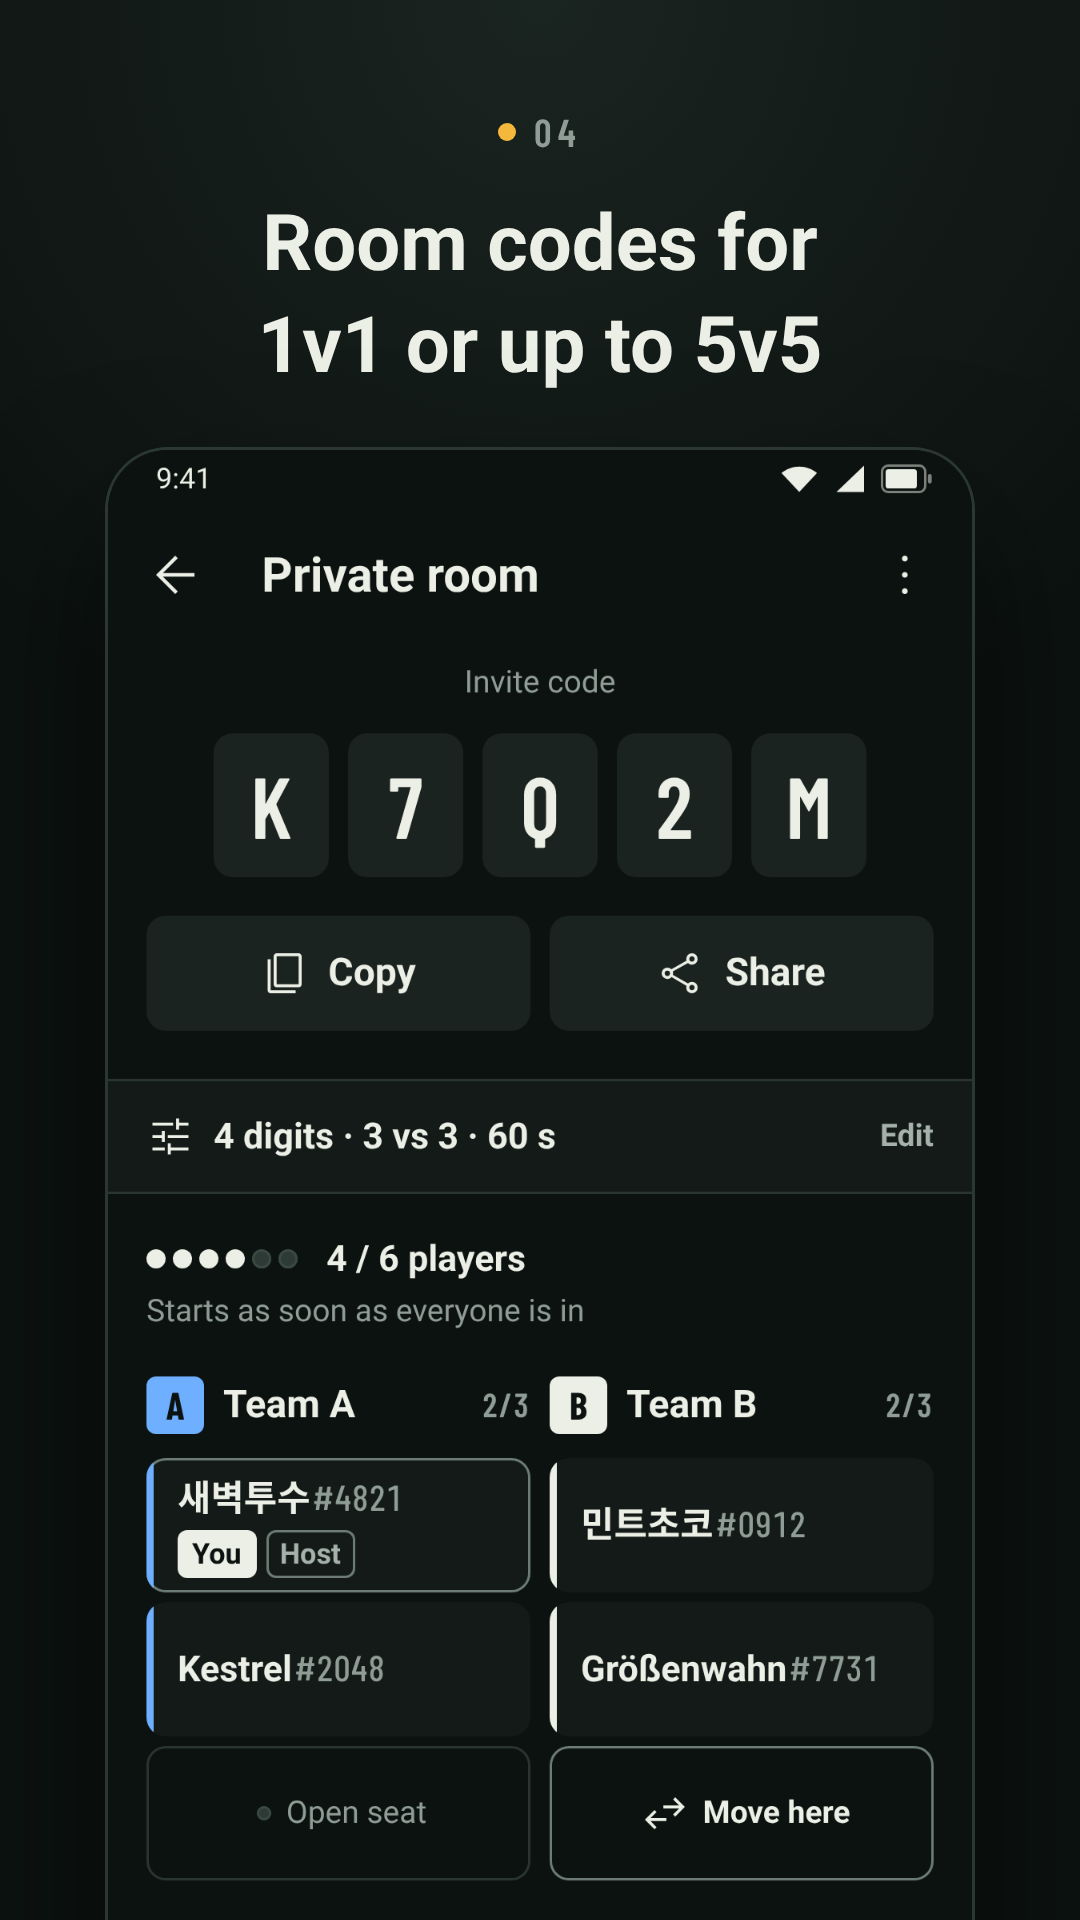 04
Room codes for
1v1 or up to 5v5
9:41
Private room
Invite code
K 7 Q 2 M
Copy Share
4 digits · 3 vs 3 · 60 s Edit
4 / 6 players
Starts as soon as everyone is in
A Team A 2/3 B Team B 2/3
새벽투수#4821
You Host
민트초코#0912
Kestrel#2048 Größenwahn#7731
Open seat Move here